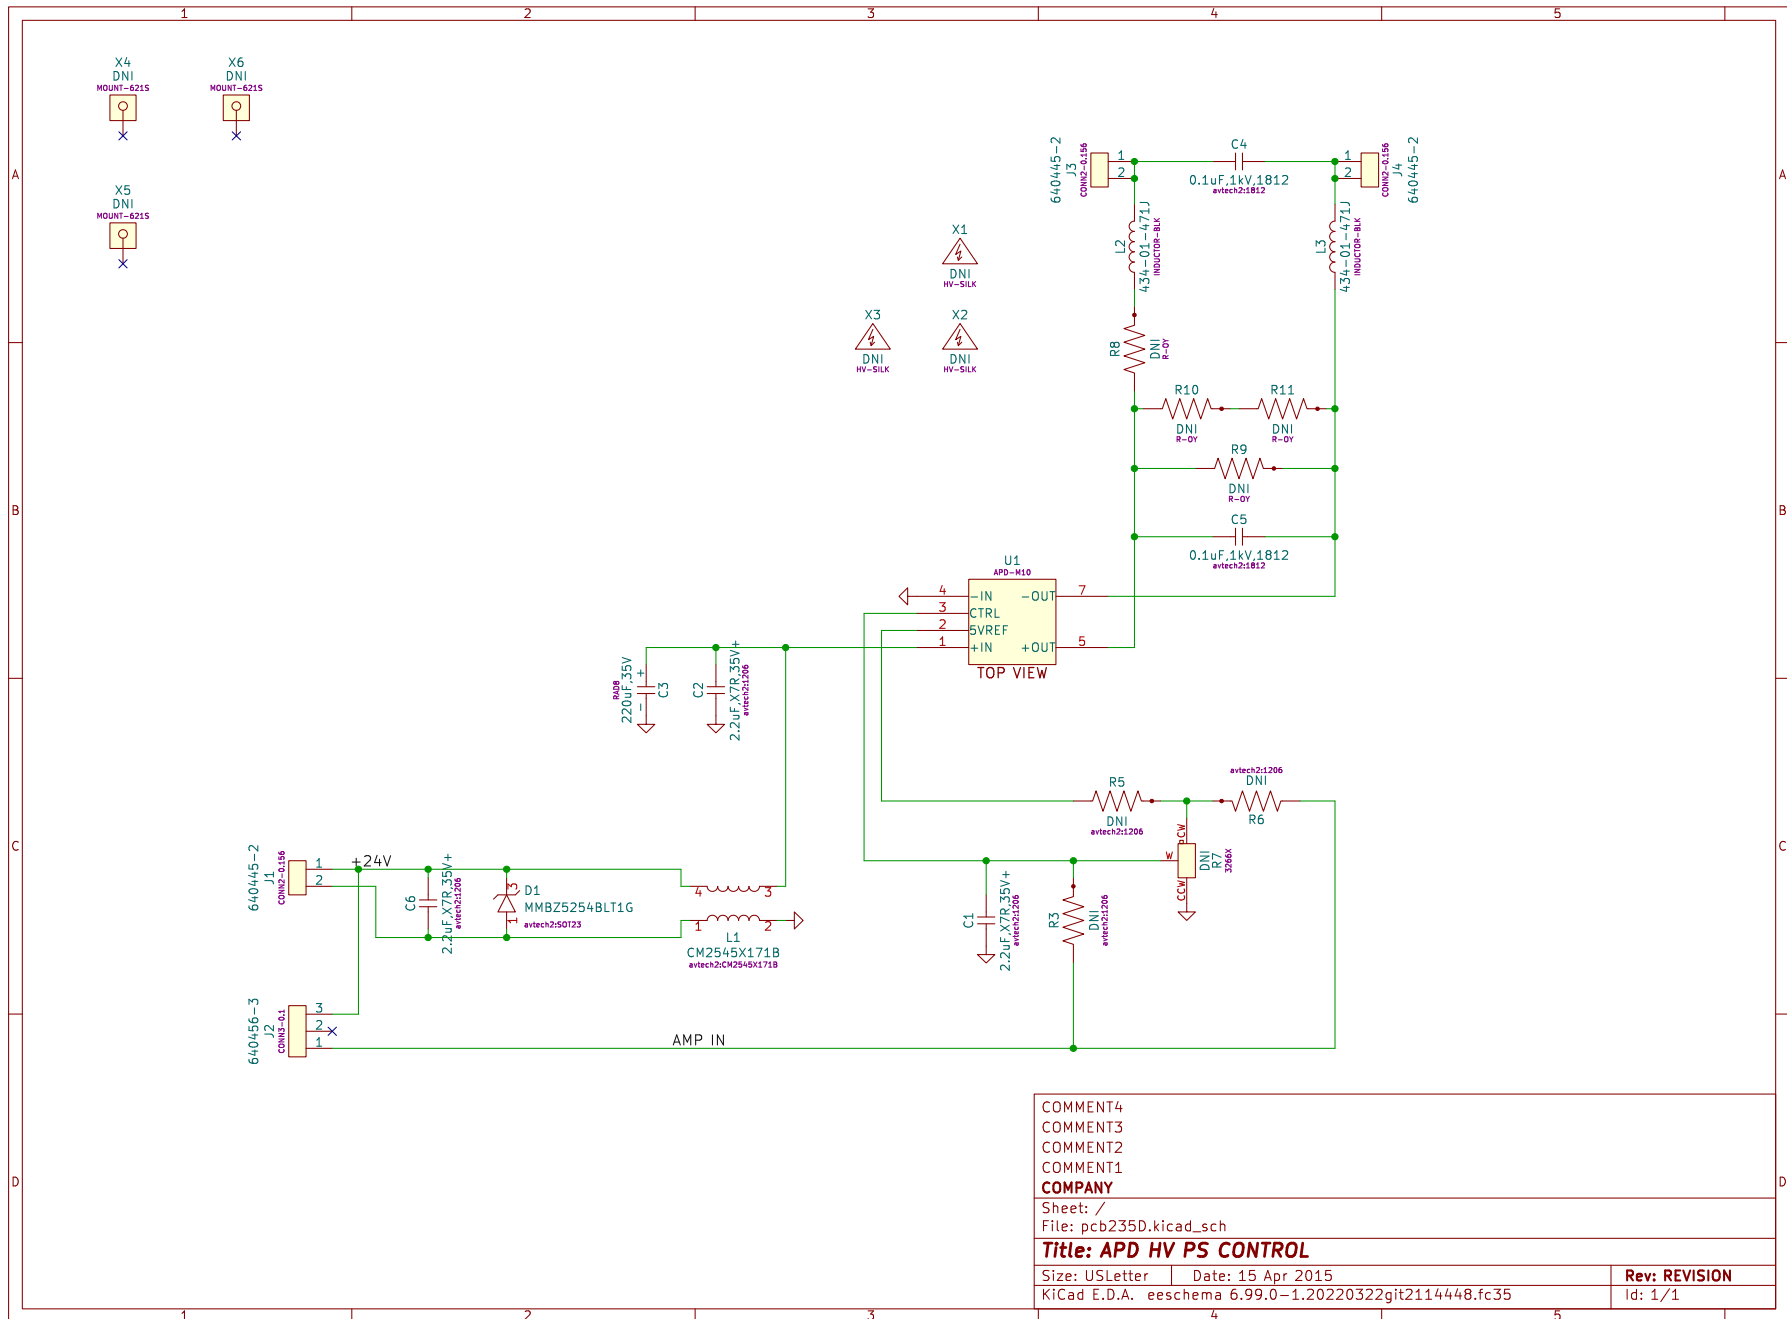 1 2 3 4 5
X4
DNI
MOUNT-621S
X6
DNI
MOUNT-621S
X5
DNI
MOUNT-621S
A
A
640445-2
J3
CONN2-0.156
1
2
C4
0.1uF,1kV,1812
avtech2:1812
1
2
J4
CONN2-0.156
640445-2
L2
434-01-471J
INDUCTOR-BLK
L3
434-01-471J
INDUCTOR-BLK
X1
DNI
HV-SILK
X3
DNI
HV-SILK
X2
DNI
HV-SILK
R8
DNI
R-OY
R10
DNI
R-OY
R11
DNI
R-OY
R9
DNI
R-OY
B
B
C5
0.1uF,1kV,1812
avtech2:1812
U1
APD-M10
4 -IN -OUT 7
3 CTRL
2 5VREF
1 +IN +OUT 5
TOP VIEW
RAD8
220uF,35V
+
-
C3
C2
2.2uF,X7R,35V+
avtech2:1206
R5
DNI
avtech2:1206
avtech2:1206
DNI
R6
CW
W
CCW
DNI
R7
3266X
C
C
640445-2
J1
CONN2-0.156
1
2
+24V
C6
2.2uF,X7R,35V+
avtech2:1206
3
1
D1
MMBZ5254BLT1G
avtech2:SOT23
4 3
1 2
L1
CM2545X171B
avtech2:CM2545X171B
C1
2.2uF,X7R,35V+
avtech2:1206
R3
DNI
avtech2:1206
640456-3
J2
CONN3-0.1
3
2
1
AMP IN
D
D
COMMENT4
COMMENT3
COMMENT2
COMMENT1
COMPANY
Sheet: /
File: pcb235D.kicad_sch
Title: APD HV PS CONTROL
Size: USLetter Date: 15 Apr 2015 Rev: REVISION
KiCad E.D.A. eeschema 6.99.0-1.20220322git2114448.fc35 Id: 1/1
1 2 3 4 5